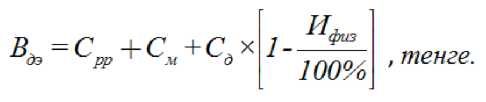 Вдэ = Срр + См + Сд × [1 - Ифиз / 100%] , тенге.